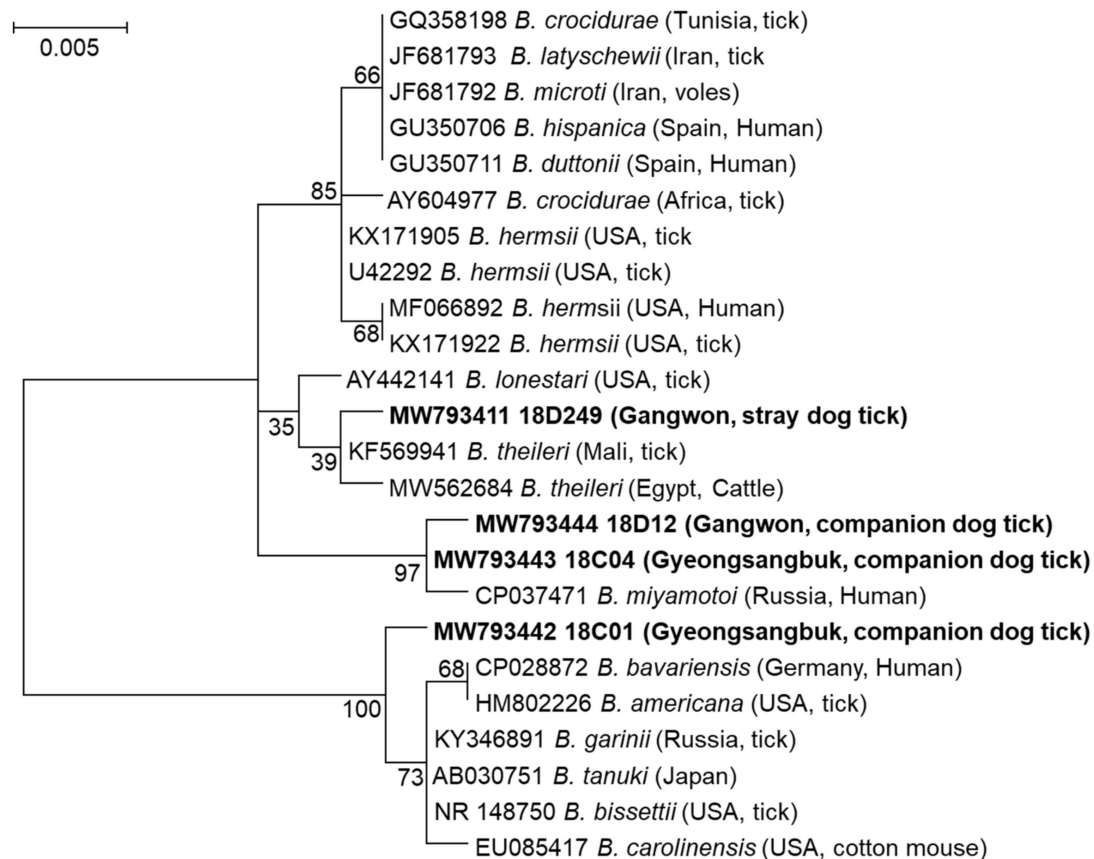 0.005
GQ358198 B. crocidurae (Tunisia, tick)
JF681793 B. latyschewii (Iran, tick
66
JF681792 B. microti (Iran, voles)
GU350706 B. hispanica (Spain, Human)
GU350711 B. duttonii (Spain, Human)
85
AY604977 B. crocidurae (Africa, tick)
KX171905 B. hermsii (USA, tick
U42292 B. hermsii (USA, tick)
MF066892 B. hermsii (USA, Human)
68
KX171922 B. hermsii (USA, tick)
AY442141 B. lonestari (USA, tick)
MW793411 18D249 (Gangwon, stray dog tick)
35
KF569941 B. theileri (Mali, tick)
39
MW562684 B. theileri (Egypt, Cattle)
MW793444 18D12 (Gangwon, companion dog tick)
MW793443 18C04 (Gyeongsangbuk, companion dog tick)
97
CP037471 B. miyamotoi (Russia, Human)
MW793442 18C01 (Gyeongsangbuk, companion dog tick)
68
CP028872 B. bavariensis (Germany, Human)
HM802226 B. americana (USA, tick)
100
KY346891 B. garinii (Russia, tick)
AB030751 B. tanuki (Japan)
73
NR 148750 B. bissettii (USA, tick)
EU085417 B. carolinensis (USA, cotton mouse)